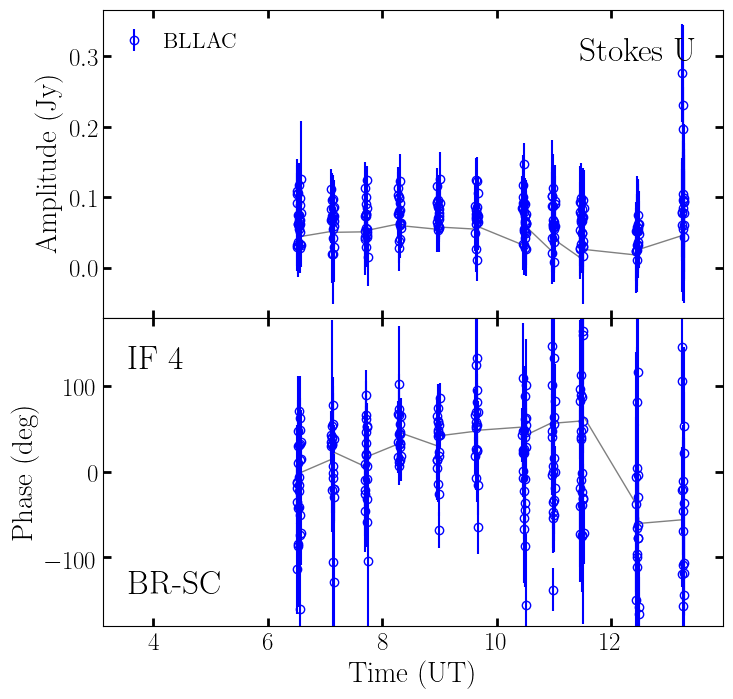 BLLAC
Stokes U
0.3
0.2
0.1
0.0
Amplitude (Jy)
IF 4
100
0
−100
Phase (deg)
BR-SC
4 6 8 10 12
Time (UT)